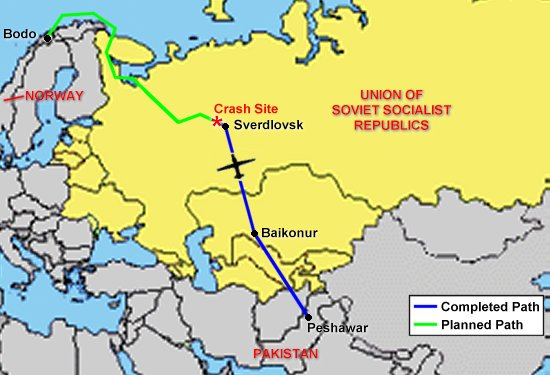 Bodo
NORWAY
Crash Site
*
Sverdlovsk
UNION OF
SOVIET SOCIALIST
REPUBLICS
Baikonur
Peshawar
PAKISTAN
Completed Path
Planned Path